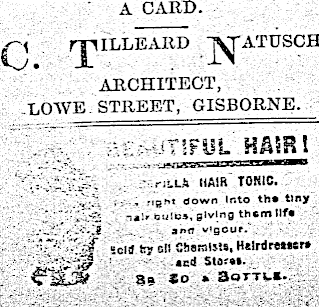 A CARD.
C. TILLEARD NATUSCH
ARCHITECT,
LOWE STREET, GISBORNE.
BEAUTIFUL HAIR!
HAIR TONIC.
right down into the tiny
hair bulbs, giving them life
and vigour.
Sold by all Chemists, Hairdressers
and Stores.
BOTTLE.